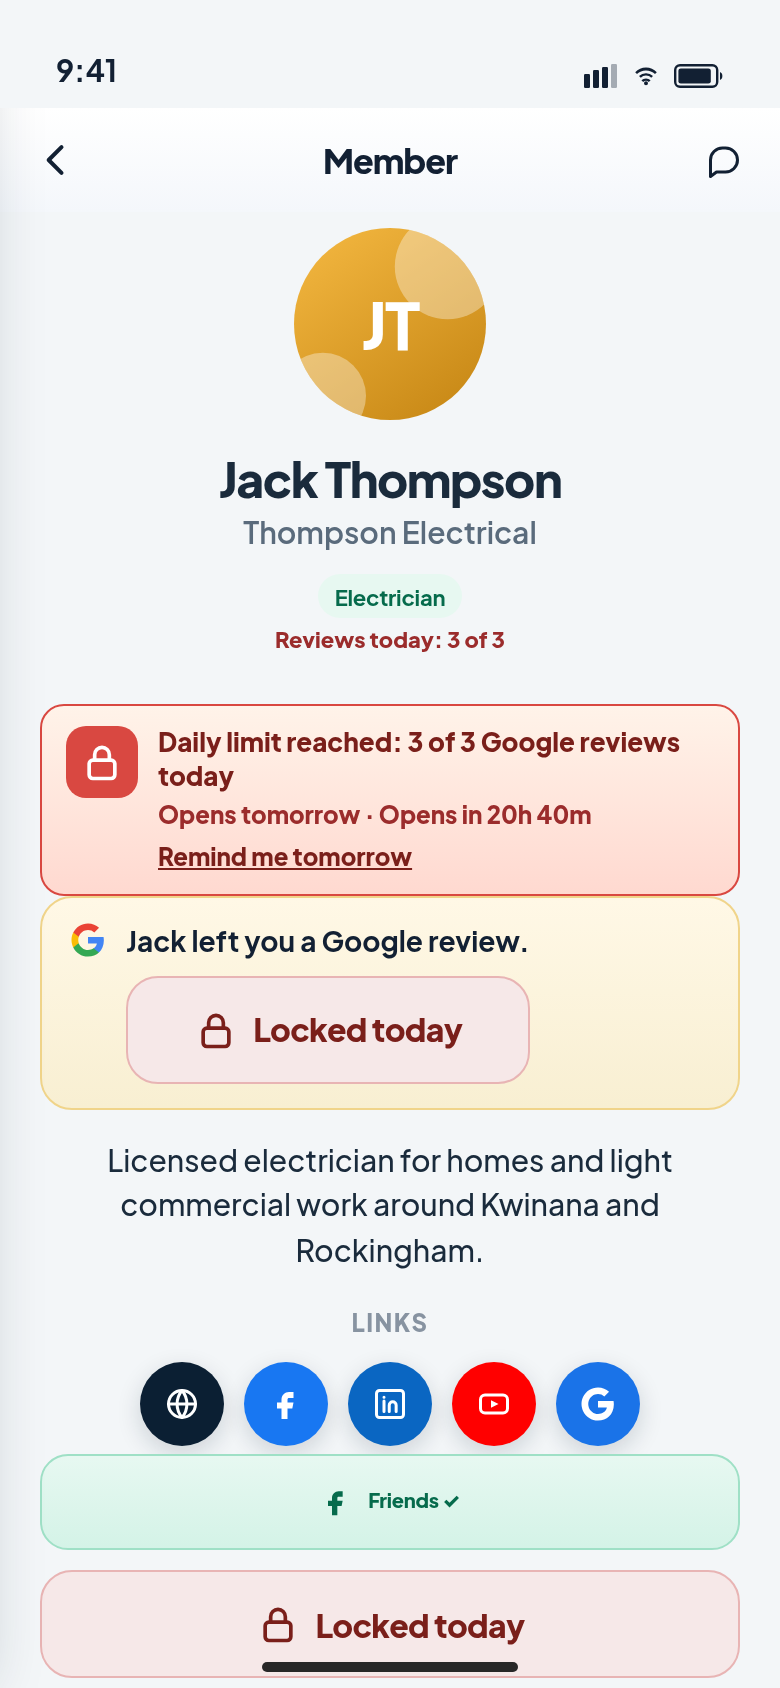 9:41
Member
JT
Jack Thompson
Thompson Electrical
Electrician
Reviews today: 3 of 3
Daily limit reached: 3 of 3 Google reviews
today
Opens tomorrow · Opens in 20h 40m
Remind me tomorrow
Jack left you a Google review.
Locked today
Licensed electrician for homes and light
commercial work around Kwinana and
Rockingham.
LINKS
Friends ✓
Locked today